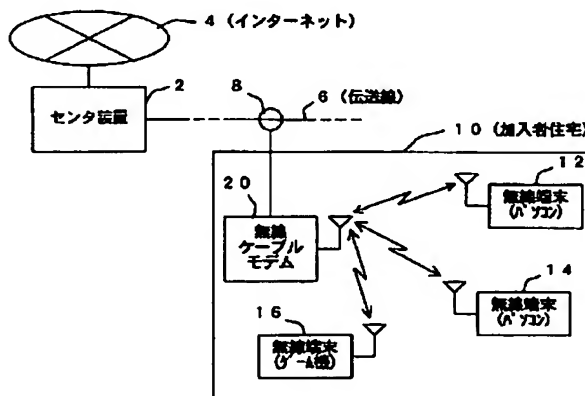 4(インターネット)
2
センタ装置
8
6(伝送線)
10(加入者住宅)
12
無線端末
(パソコン)
20
無線
ケーブル
モデム
14
無線端末
(パソコン)
16
無線端末
(ゲーム機)